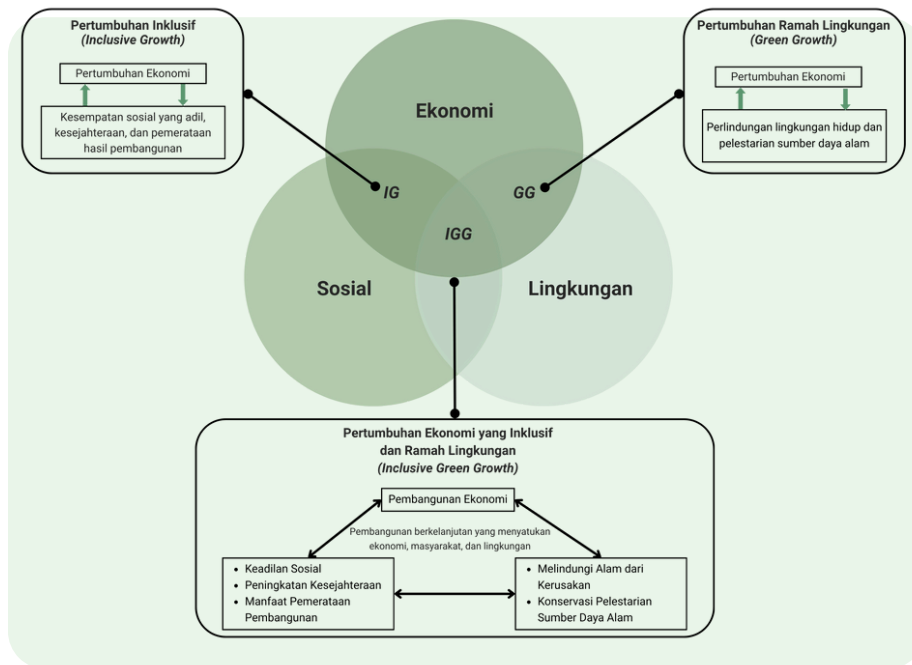 Pertumbuhan Inklusif
(Inclusive Growth)
Pertumbuhan Ekonomi
Kesempatan sosial yang adil,
kesejahteraan, dan pemerataan
hasil pembangunan
Pertumbuhan Ramah Lingkungan
(Green Growth)
Pertumbuhan Ekonomi
Perlindungan lingkungan hidup dan
pelestarian sumber daya alam
Ekonomi
IG
GG
IGG
Sosial
Lingkungan
Pertumbuhan Ekonomi yang Inklusif
dan Ramah Lingkungan
(Inclusive Green Growth)
Pembangunan Ekonomi
Pembangunan berkelanjutan yang menyatukan
ekonomi, masyarakat, dan lingkungan
• Keadilan Sosial
• Peningkatan Kesejahteraan
• Manfaat Pemerataan
Pembangunan
• Melindungi Alam dari
Kerusakan
• Konservasi Pelestarian
Sumber Daya Alam